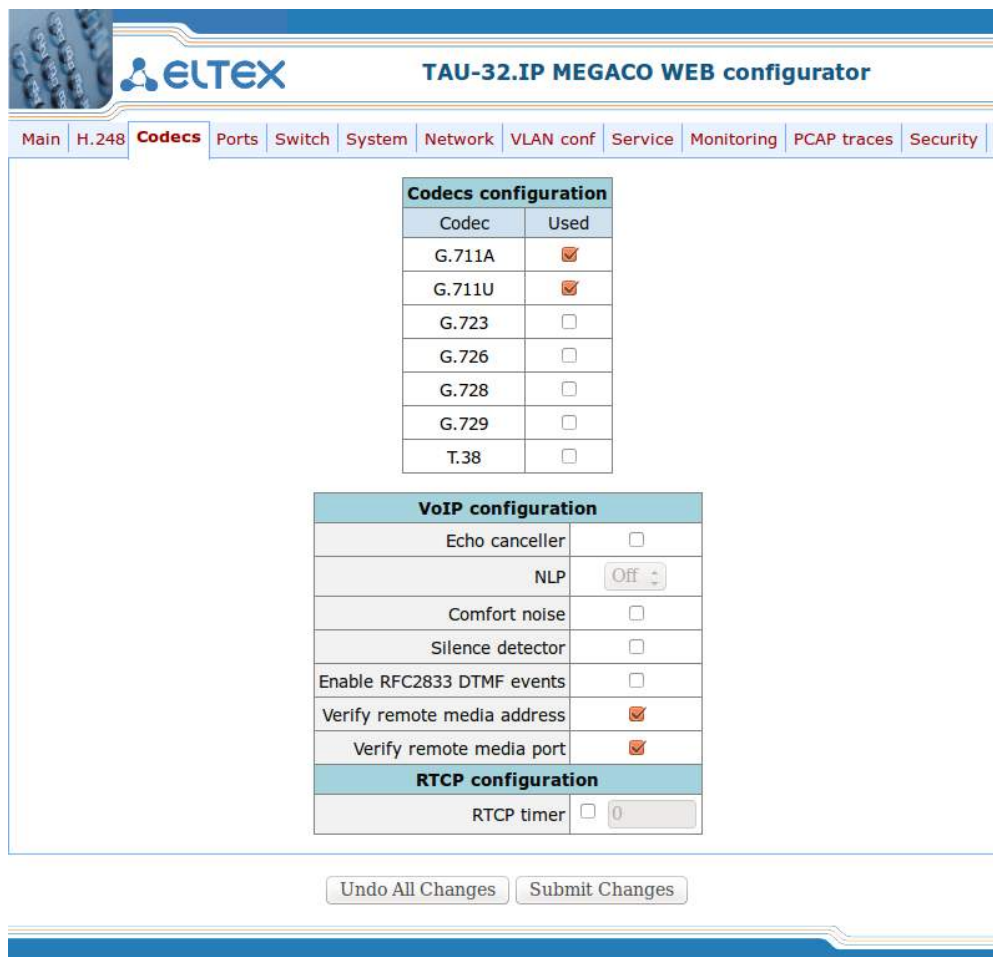 ELTEX
TAU-32.IP MEGACO WEB configurator
Main H.248 Codecs Ports Switch System Network VLAN conf Service Monitoring PCAP traces Security
Codecs configuration
Codec Used
G.711A
G.711U
G.723
G.726
G.728
G.729
T.38
VoIP configuration
Echo canceller
NLP Off
Comfort noise
Silence detector
Enable RFC2833 DTMF events
Verify remote media address
Verify remote media port
RTCP configuration
RTCP timer 0
Undo All Changes Submit Changes